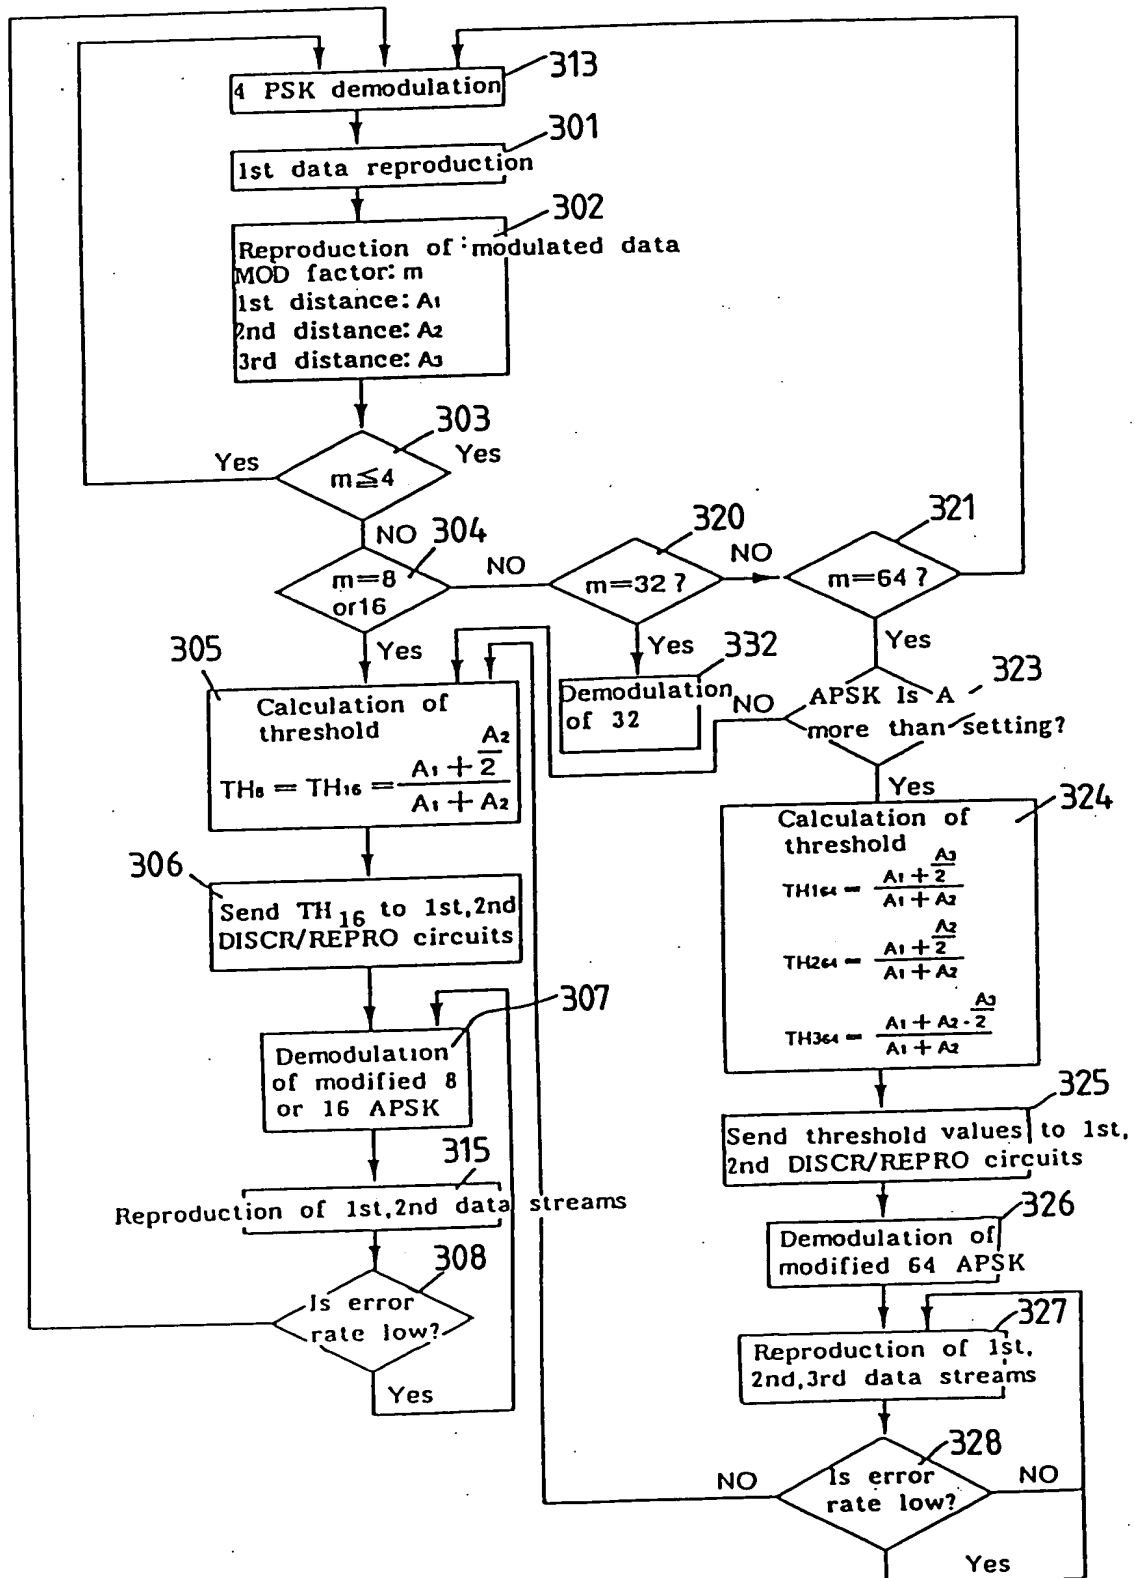 313
4 PSK demodulation
301
1st data reproduction
302
Reproduction of : modulated data
MOD factor: m
1st distance: A1
2nd distance: A2
3rd distance: A3
303
Yes
Yes
m≦4
NO
304
m=8
or16
NO
320
m=32 ?
NO
321
m=64 ?
Yes
Yes
Yes
305
Calculation of
threshold
TH8 = TH16 = (A1 + A2/2) / (A1 + A2)
332
Demodulation
of 32
NO
323
APSK Is A
more than setting?
Yes
324
Calculation of
threshold
TH164 = (A1 + A3/2) / (A1 + A2)
TH264 = (A1 + A2/2) / (A1 + A2)
TH364 = (A1 + A2 - A3/2) / (A1 + A2)
306
Send TH16 to 1st,2nd
DISCR/REPRO circuits
307
Demodulation
of modified 8
or 16 APSK
315
Reproduction of 1st,2nd data streams
308
Is error
rate low?
Yes
325
Send threshold values to 1st,
2nd DISCR/REPRO circuits
326
Demodulation of
modified 64 APSK
327
Reproduction of 1st,
2nd,3rd data streams
328
NO
Is error
rate low?
NO
Yes